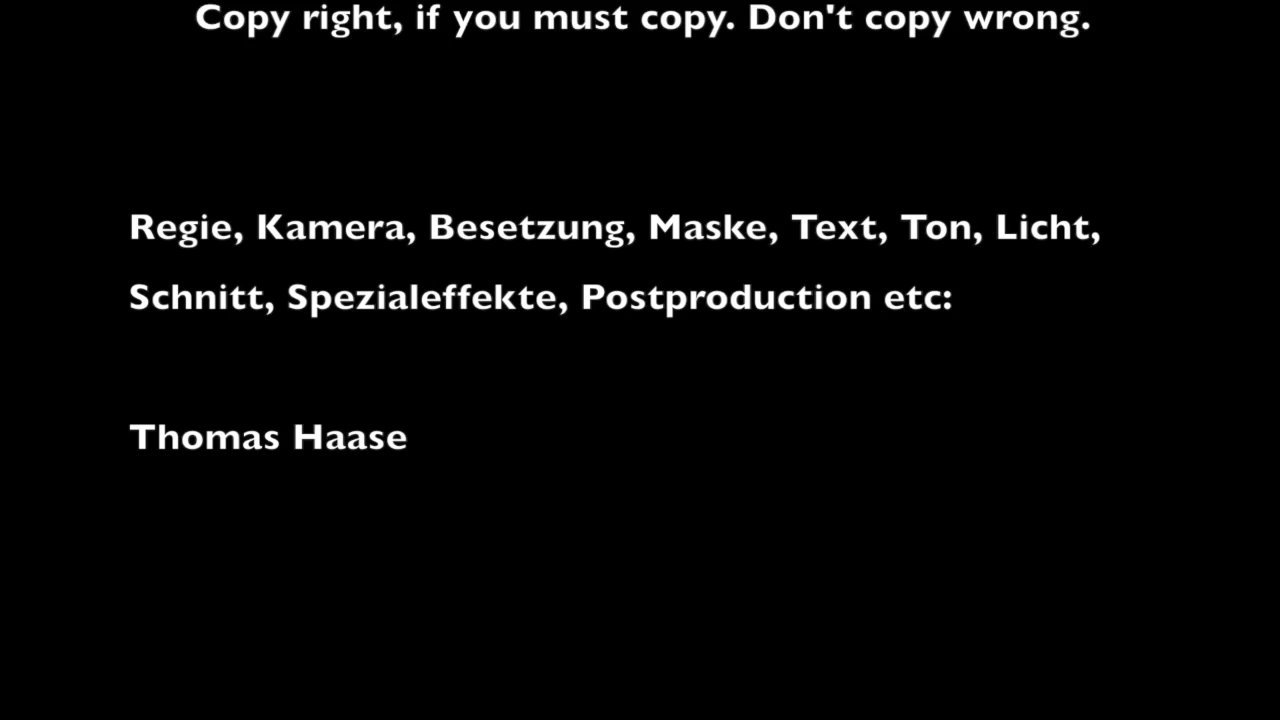 Copy right, if you must copy. Don't copy wrong.
Regie, Kamera, Besetzung, Maske, Text, Ton, Licht,
Schnitt, Spezialeffekte, Postproduction etc:
Thomas Haase